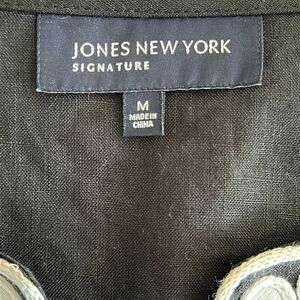 JONES NEW YORK
SIGNATURE
M
MADE IN
CHINA